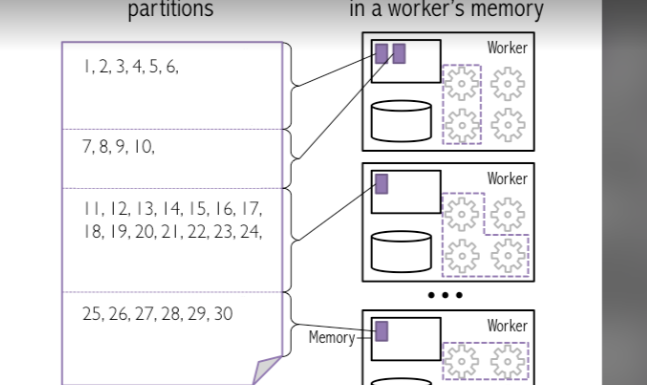 partitions
in a worker's memory
1, 2, 3, 4, 5, 6,
7, 8, 9, 10,
11, 12, 13, 14, 15, 16, 17,
18, 19, 20, 21, 22, 23, 24,
25, 26, 27, 28, 29, 30
Worker
Worker
•••
Memory
Worker